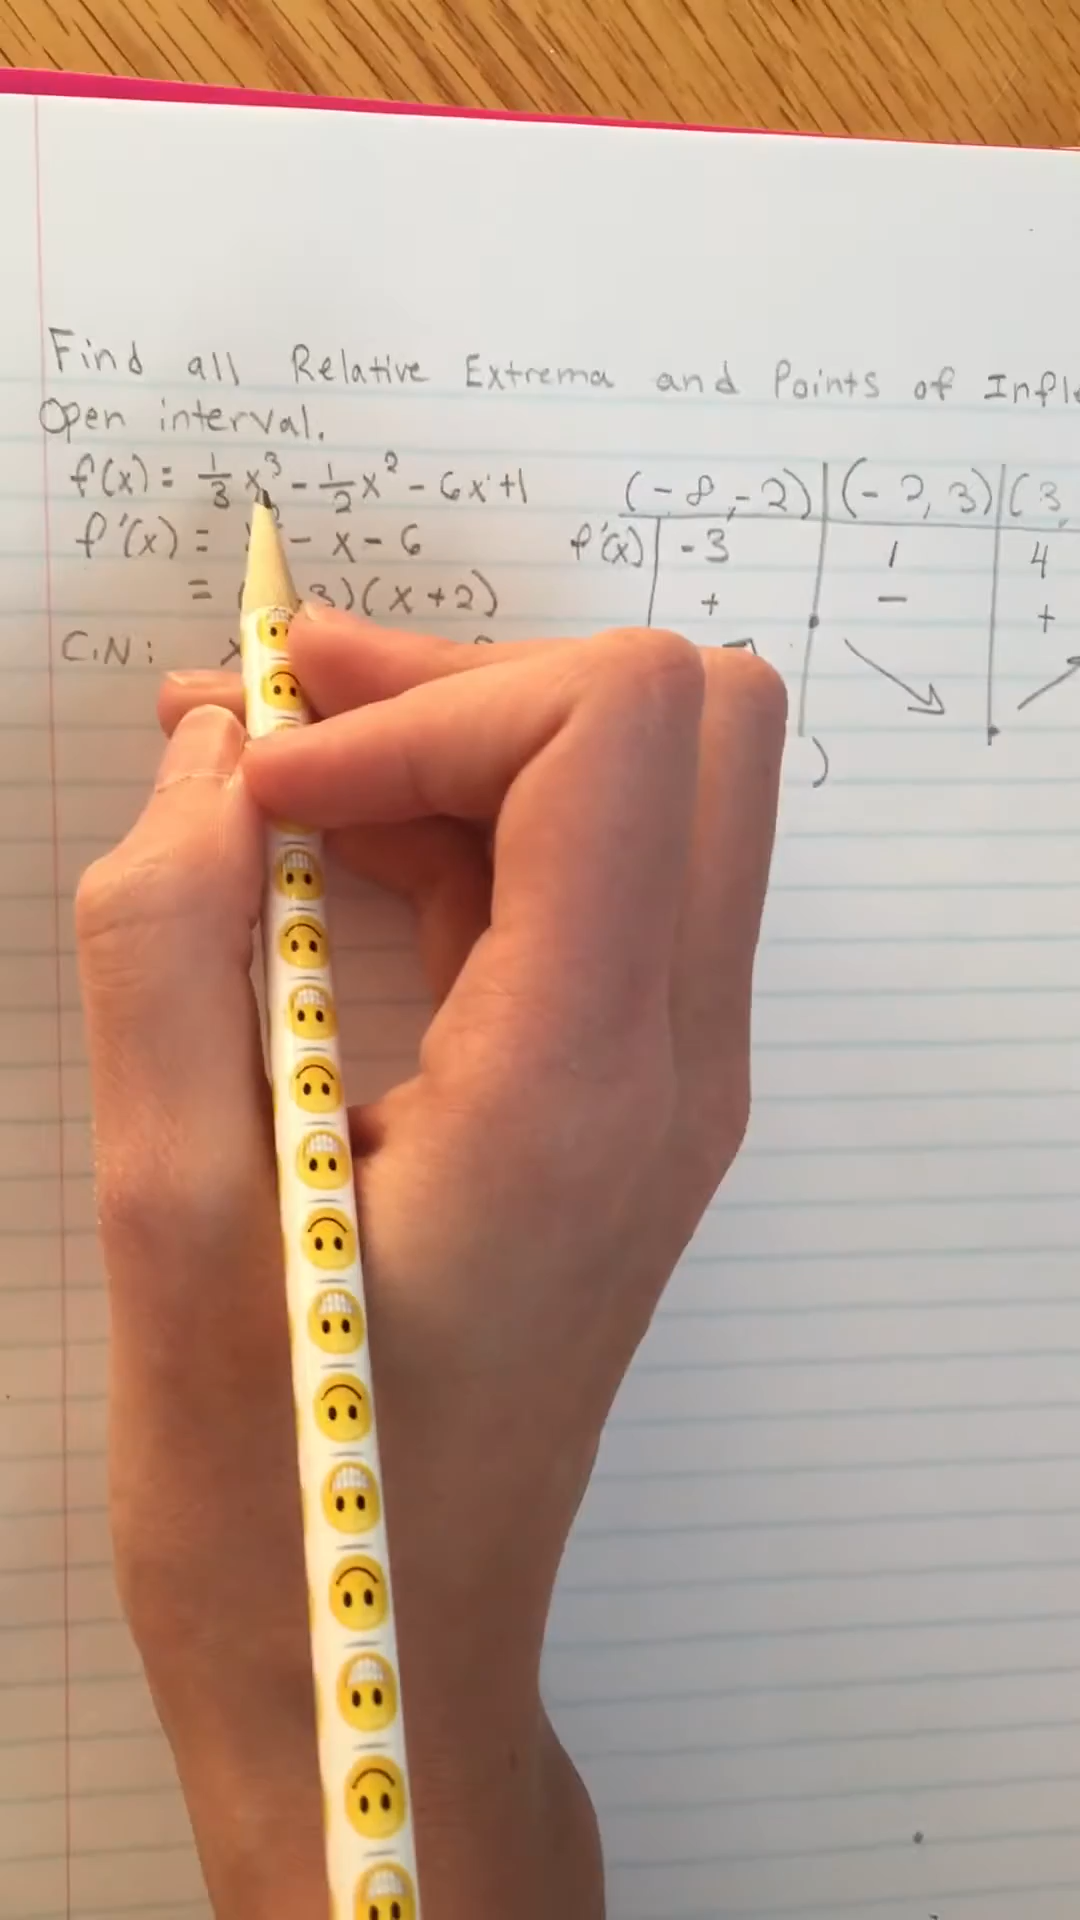 Find all Relative Extrema and Points of
Open interval.
f(x) = 1/3 x³ - 1/2 x² - 6x + 1
f'(x) = - x - 6
= 3)(x+2)
C.N: x
(-∞, -2) | (-2, 3) | (3,
f'(x) | -3 1 4
+ - +
)